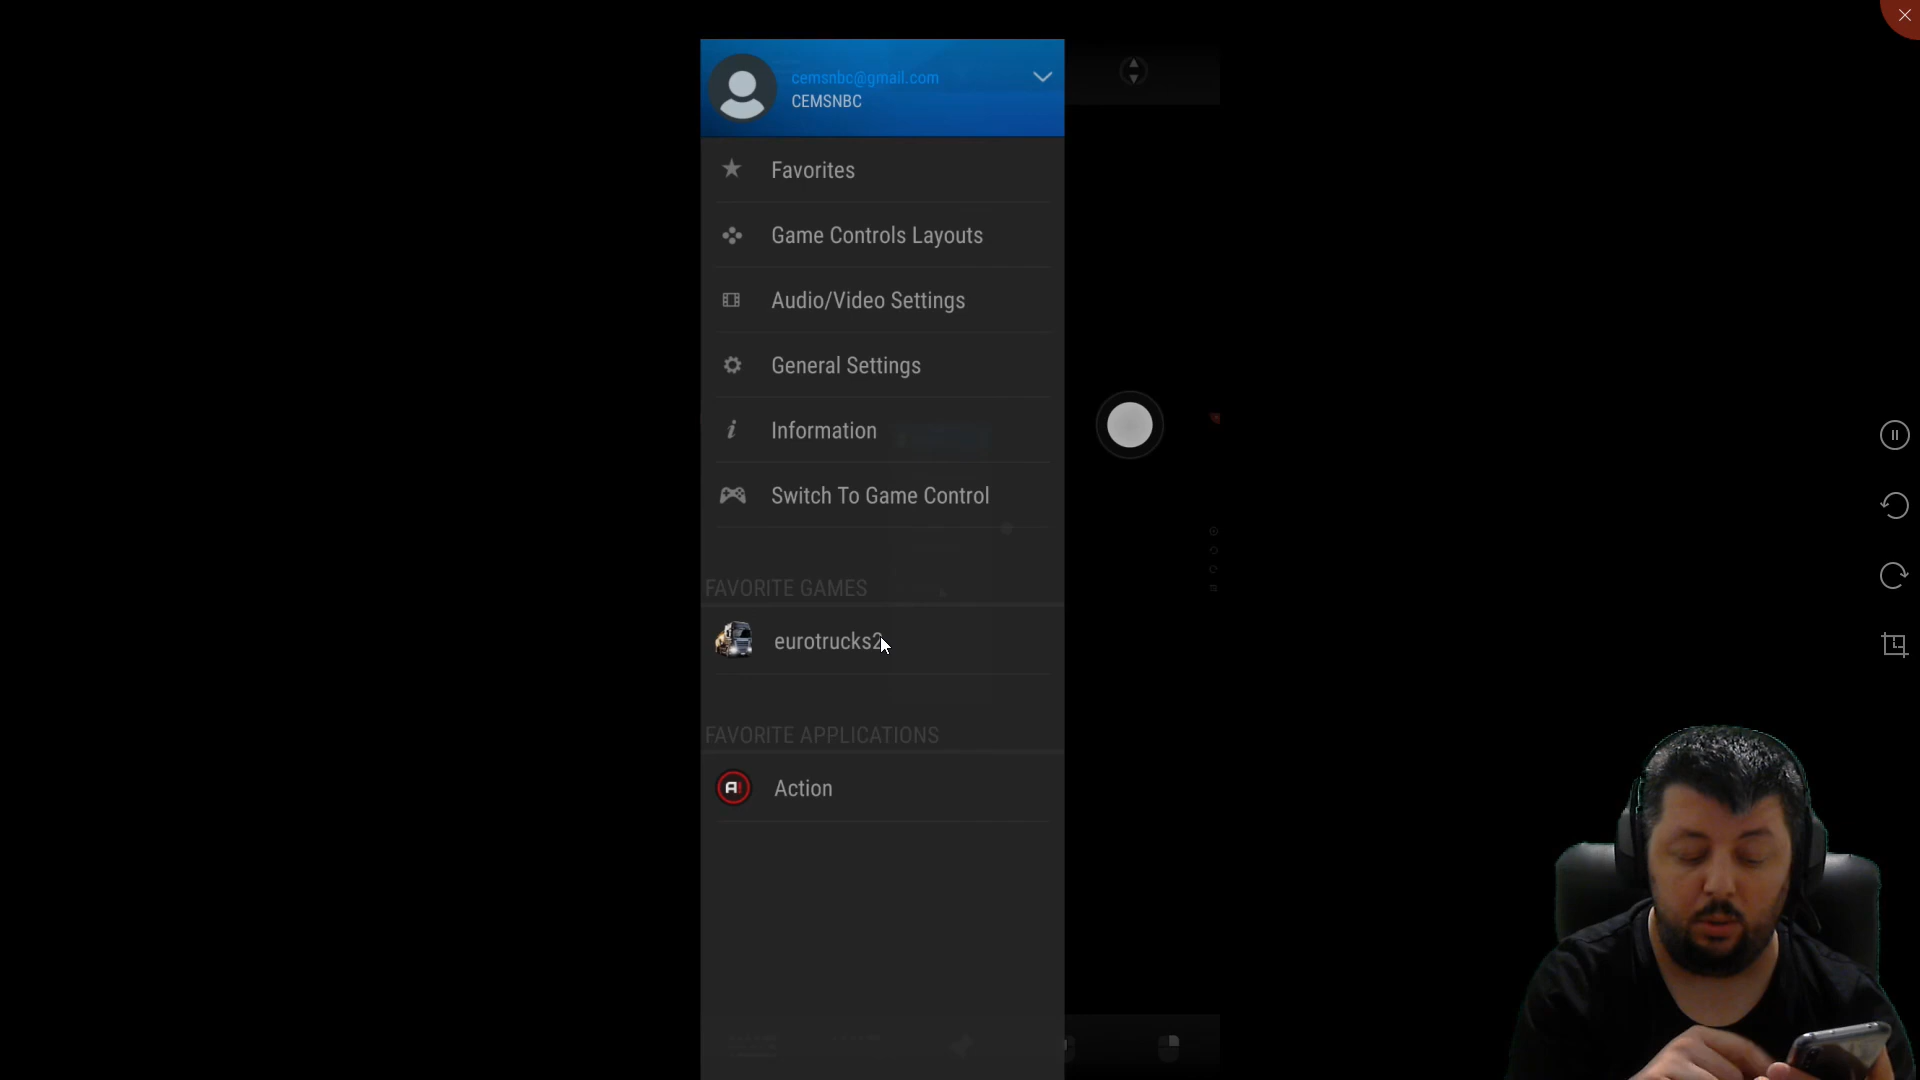 cemsnbc@gmail.com
CEMSNBC
Favorites
Game Controls Layouts
Audio/Video Settings
General Settings
Information
Switch To Game Control
FAVORITE GAMES
eurotrucks2
FAVORITE APPLICATIONS
Action